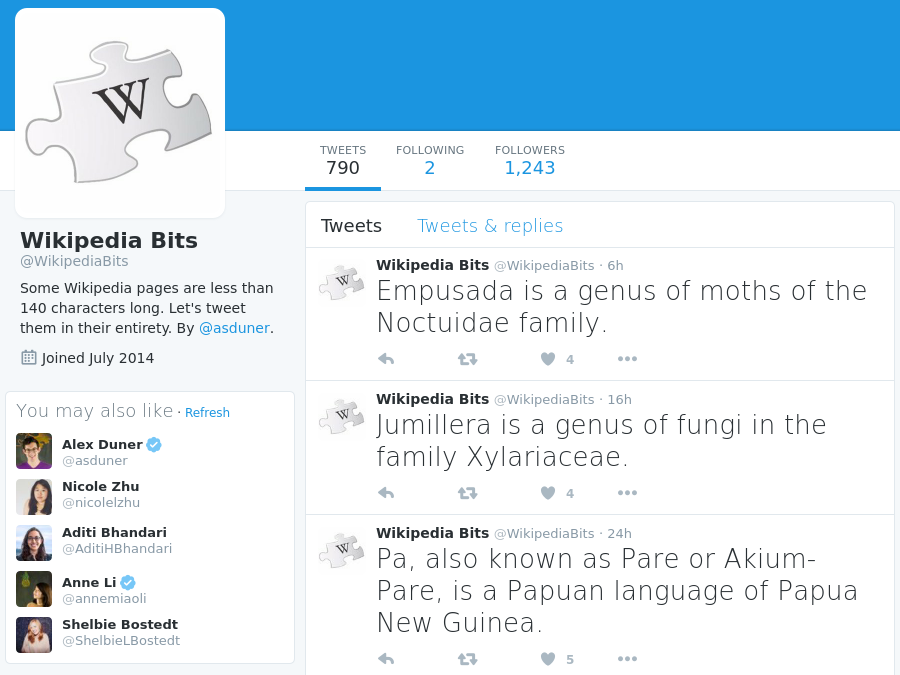 W
TWEETS FOLLOWING FOLLOWERS
790 2 1,243
Wikipedia Bits
@WikipediaBits
Some Wikipedia pages are less than
140 characters long. Let's tweet
them in their entirety. By @asduner.
Joined July 2014
You may also like · Refresh
Alex Duner
@asduner
Nicole Zhu
@nicolelzhu
Aditi Bhandari
@AditiHBhandari
Anne Li
@annemiaoli
Shelbie Bostedt
@ShelbieLBostedt
Tweets Tweets & replies
W
Wikipedia Bits @WikipediaBits · 6h
Empusada is a genus of moths of the
Noctuidae family.
4
W
Wikipedia Bits @WikipediaBits · 16h
Jumillera is a genus of fungi in the
family Xylariaceae.
4
W
Wikipedia Bits @WikipediaBits · 24h
Pa, also known as Pare or Akium-
Pare, is a Papuan language of Papua
New Guinea.
5